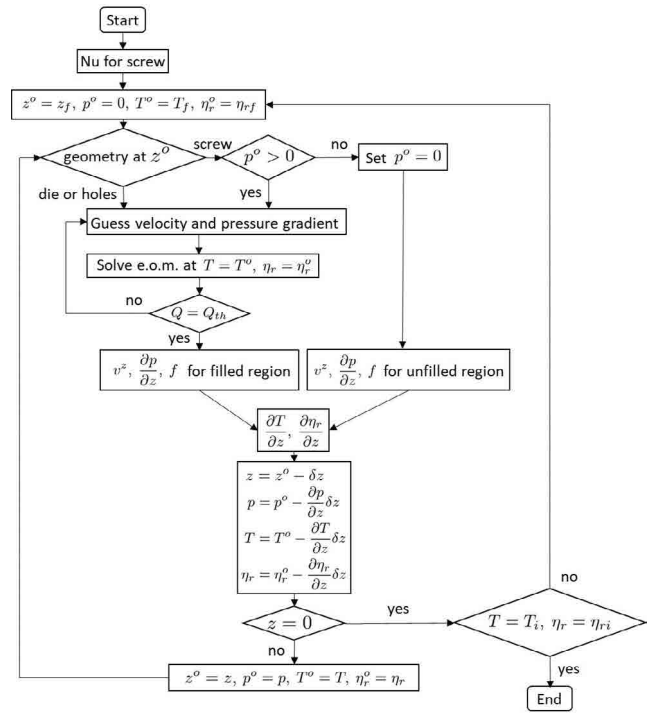 Start
Nu for screw
z° = z_f, p° = 0, T° = T_f, η_r° = η_rf
geometry at z°
screw
p° > 0
no
Set p° = 0
die or holes
yes
Guess velocity and pressure gradient
Solve e.o.m. at T = T°, η_r = η_r°
no
Q = Q_th
yes
v^z, ∂p/∂z, f for filled region
v^z, ∂p/∂z, f for unfilled region
∂T/∂z, ∂η_r/∂z
z = z° − δz
p = p° − ∂p/∂z δz
T = T° − ∂T/∂z δz
η_r = η_r° − ∂η_r/∂z δz
no
z = 0
yes
T = T_i, η_r = η_ri
no
z° = z, p° = p, T° = T, η_r° = η_r
yes
End